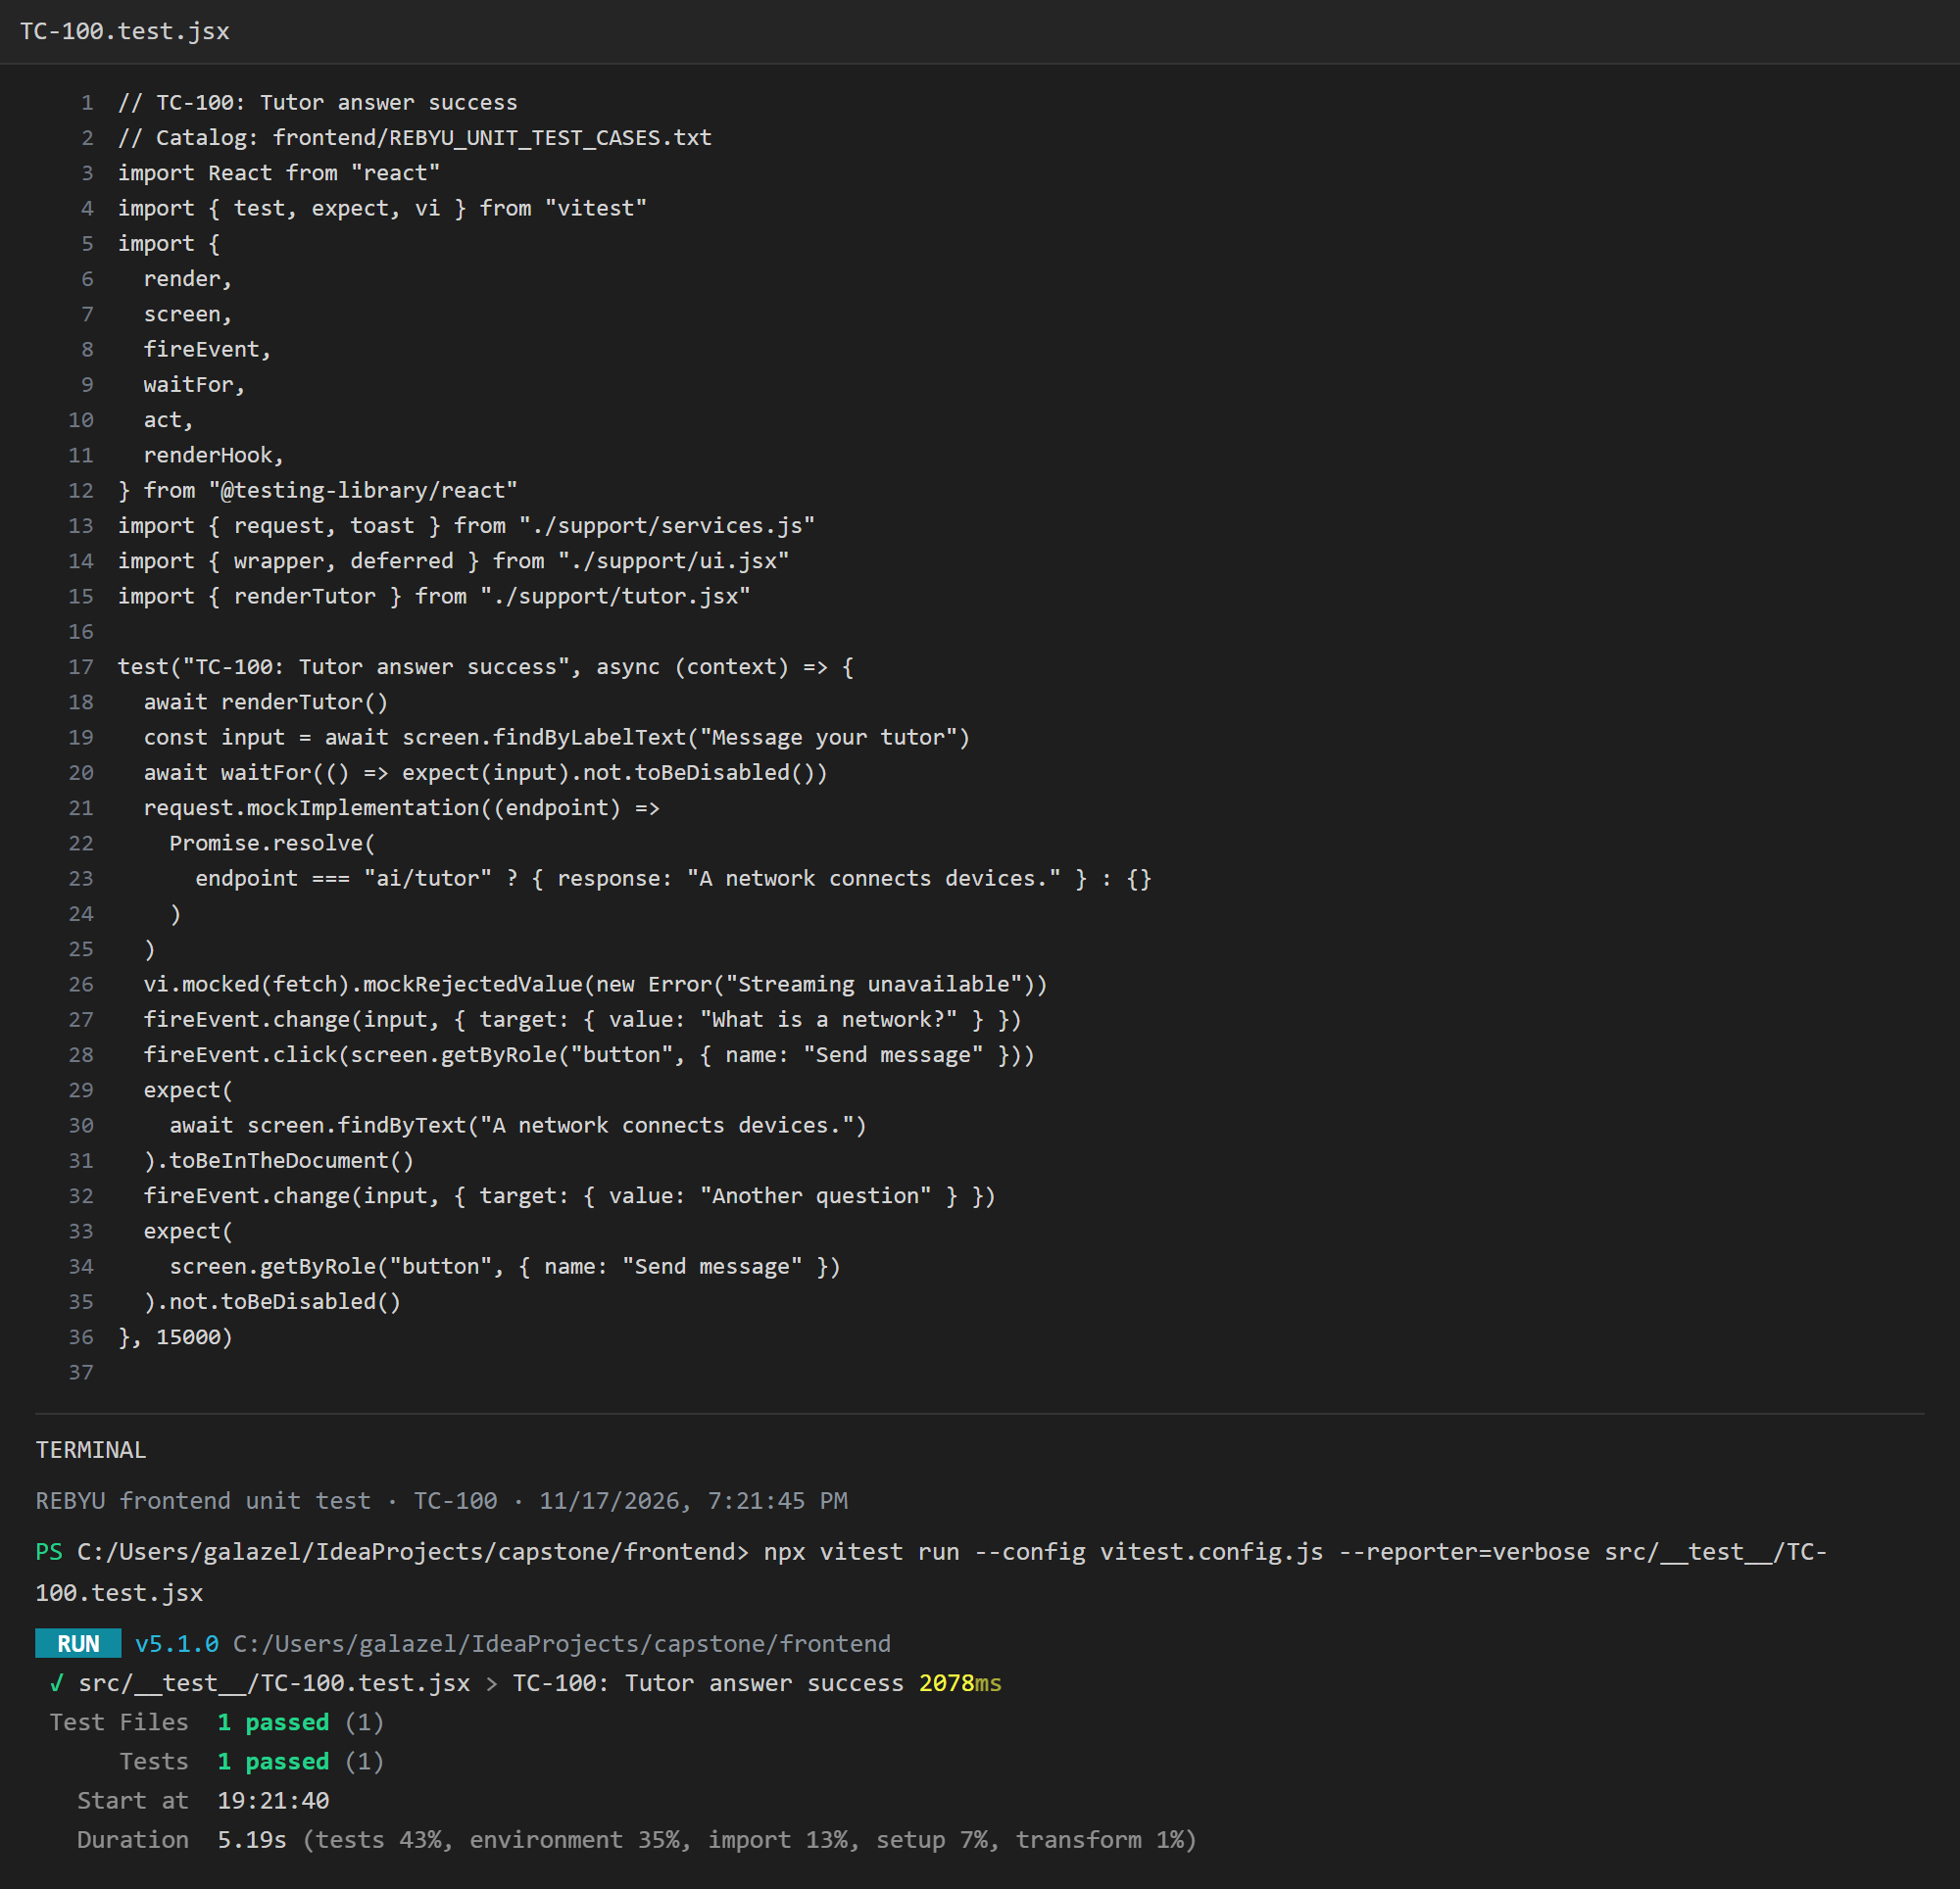 TC-100.test.jsx
1 // TC-100: Tutor answer success
2 // Catalog: frontend/REBYU_UNIT_TEST_CASES.txt
3 import React from "react"
4 import { test, expect, vi } from "vitest"
5 import {
6   render,
7   screen,
8   fireEvent,
9   waitFor,
10   act,
11   renderHook,
12 } from "@testing-library/react"
13 import { request, toast } from "./support/services.js"
14 import { wrapper, deferred } from "./support/ui.jsx"
15 import { renderTutor } from "./support/tutor.jsx"
16
17 test("TC-100: Tutor answer success", async (context) => {
18   await renderTutor()
19   const input = await screen.findByLabelText("Message your tutor")
20   await waitFor(() => expect(input).not.toBeDisabled())
21   request.mockImplementation((endpoint) =>
22     Promise.resolve(
23       endpoint === "ai/tutor" ? { response: "A network connects devices." } : {}
24     )
25   )
26   vi.mocked(fetch).mockRejectedValue(new Error("Streaming unavailable"))
27   fireEvent.change(input, { target: { value: "What is a network?" } })
28   fireEvent.click(screen.getByRole("button", { name: "Send message" }))
29   expect(
30     await screen.findByText("A network connects devices.")
31   ).toBeInTheDocument()
32   fireEvent.change(input, { target: { value: "Another question" } })
33   expect(
34     screen.getByRole("button", { name: "Send message" })
35   ).not.toBeDisabled()
36 }, 15000)
37
TERMINAL
REBYU frontend unit test · TC-100 · 11/17/2026, 7:21:45 PM
PS C:/Users/galazel/IdeaProjects/capstone/frontend> npx vitest run --config vitest.config.js --reporter=verbose src/__test__/TC-
100.test.jsx
RUN v5.1.0 C:/Users/galazel/IdeaProjects/capstone/frontend
✓ src/__test__/TC-100.test.jsx > TC-100: Tutor answer success 2078ms
Test Files 1 passed (1)
Tests 1 passed (1)
Start at 19:21:40
Duration 5.19s (tests 43%, environment 35%, import 13%, setup 7%, transform 1%)